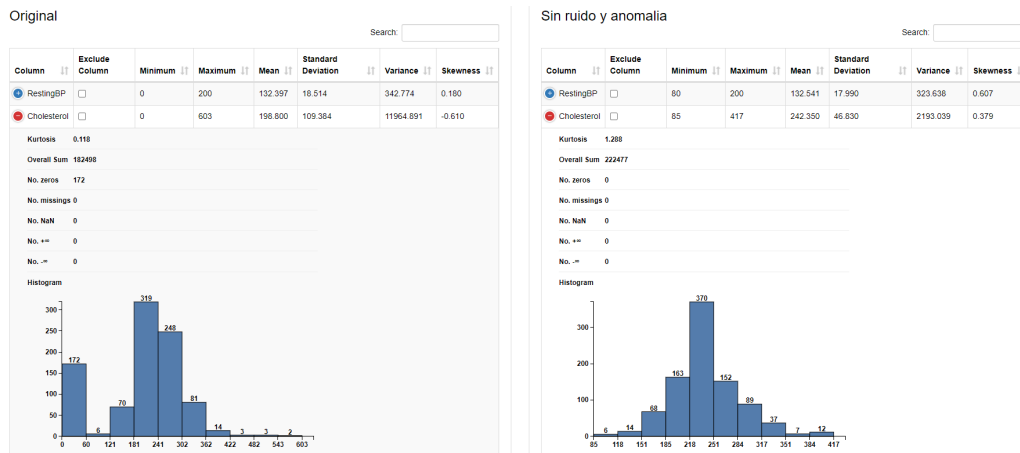 Original
Search:
Column Exclude Column Minimum Maximum Mean Standard Deviation Variance Skewness
RestingBP 0 200 132.397 18.514 342.774 0.180
Cholesterol 0 603 198.800 109.384 11964.891 -0.610
Kurtosis 0.118
Overall Sum 182498
No. zeros 172
No. missings 0
No. NaN 0
No. +∞ 0
No. -∞ 0
Histogram
319
300
250
248
200
172
150
100
81
70
50
14
6
3
3
2
0
0 60 121 181 241 302 362 422 482 543 603
Sin ruido y anomalia
Search:
Column Exclude Column Minimum Maximum Mean Standard Deviation Variance Skewness
RestingBP 80 200 132.541 17.990 323.638 0.607
Cholesterol 85 417 242.350 46.830 2193.039 0.379
Kurtosis 1.288
Overall Sum 222477
No. zeros 0
No. missings 0
No. NaN 0
No. +∞ 0
No. -∞ 0
Histogram
370
300
200
163
152
100
89
68
37
14
12
6
7
0
85 118 151 185 218 251 284 317 351 384 417